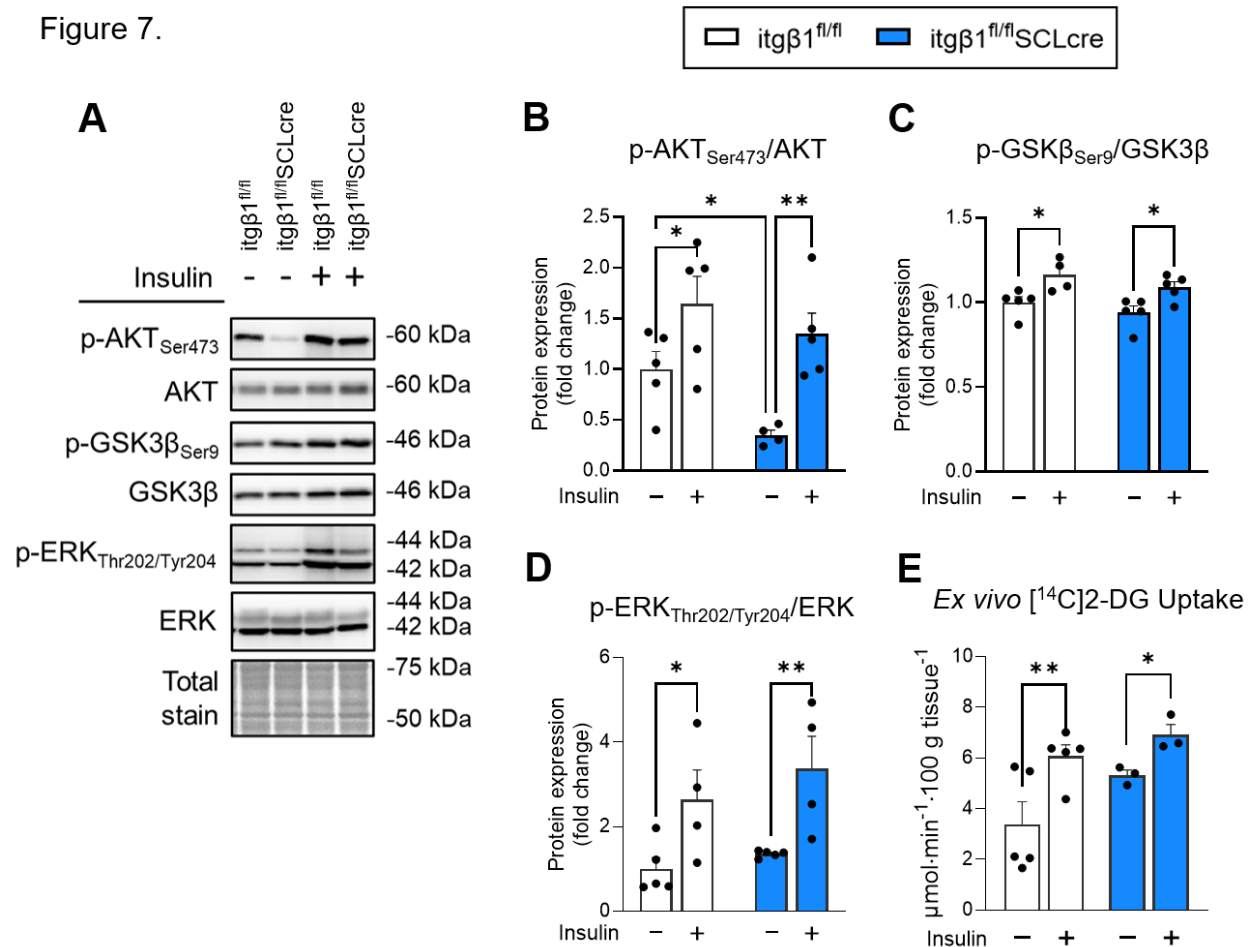 Figure 7.
itgβ1fl/fl
itgβ1fl/flSCLcre
A
itgβ1fl/fl
itgβ1fl/flSCLcre
itgβ1fl/fl
itgβ1fl/flSCLcre
Insulin - - + +
p-AKTSer473 -60 kDa
AKT -60 kDa
p-GSK3βSer9 -46 kDa
GSK3β -46 kDa
p-ERKThr202/Tyr204 -44 kDa
-42 kDa
ERK -44 kDa
-42 kDa
Total -75 kDa
stain -50 kDa
B
p-AKTSer473/AKT
Protein expression
(fold change)
2.5
2.0
1.5
1.0
0.5
0.0
*
*
**
Insulin − + − +
C
p-GSKβSer9/GSK3β
Protein expression
(fold change)
1.5
1.0
0.5
0.0
*
*
Insulin − + − +
D
p-ERKThr202/Tyr204/ERK
Protein expression
(fold change)
6
4
2
0
*
**
Insulin − + − +
E
Ex vivo [14C]2-DG Uptake
µmol·min-1·100 g tissue-1
10
8
6
4
2
0
**
*
Insulin − + − +